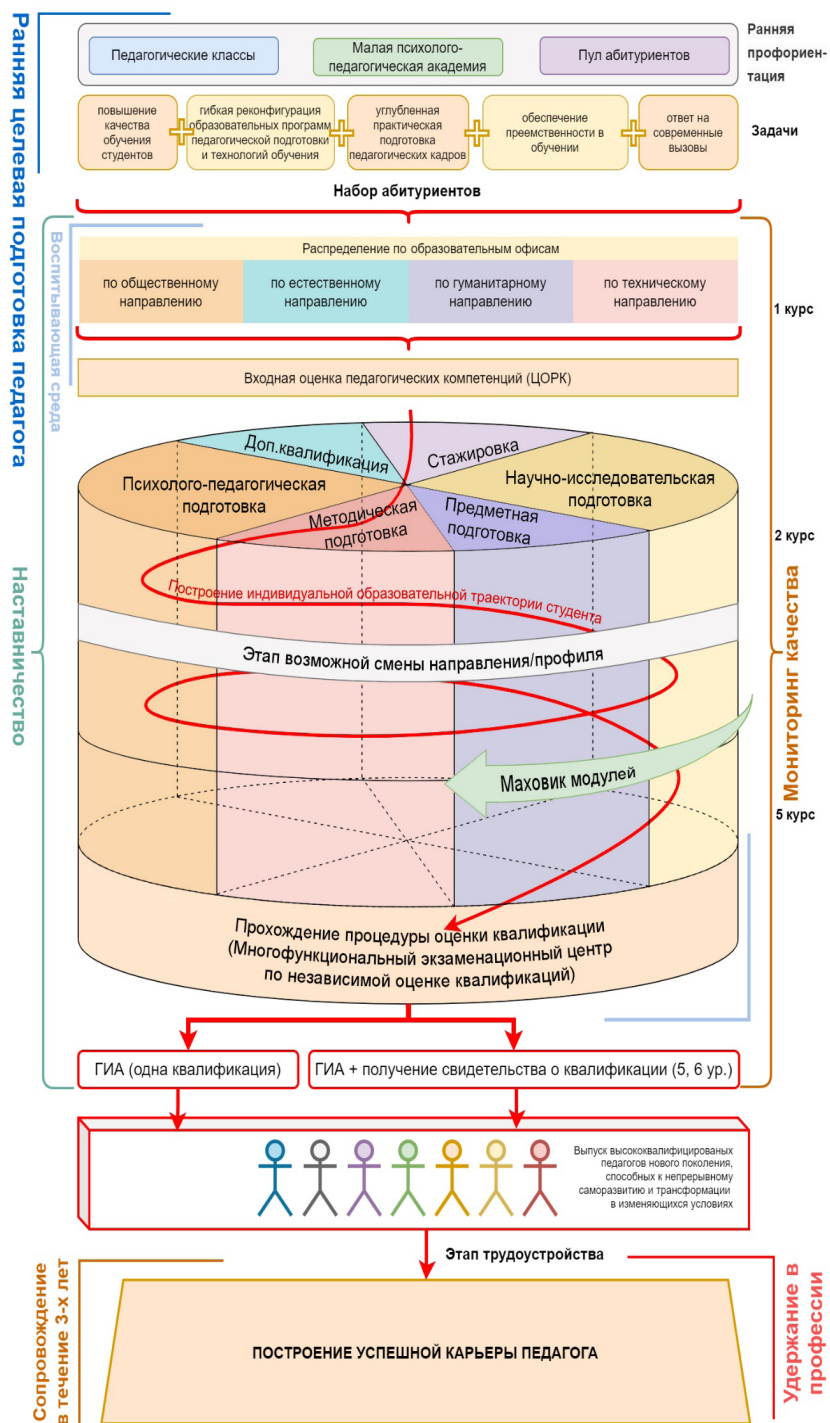 Ранняя целевая подготовка педагога
Педагогические классы
Малая психолого-
педагогическая академия
Пул абитуриентов
Ранняя
профориен-
тация
повышение
качества
обучения
студентов
гибкая реконфигурация
образовательных программ
педагогической подготовки
и технологий обучения
углубленная
практическая
подготовка
педагогических кадров
обеспечение
преемственности в
обучении
ответ на
современные
вызовы
Задачи
Набор абитуриентов
Воспитывающая среда
Распределение по образовательным офисам
по общественному
направлению
по естественному
направлению
по гуманитарному
направлению
по техническому
направлению
1 курс
Входная оценка педагогических компетенций (ЦОРК)
Доп.квалификация
Стажировка
Психолого-педагогическая
подготовка
Научно-исследовательская
подготовка
Методическая
подготовка
Предметная
подготовка
2 курс
Построение индивидуальной образовательной траектории студента
Этап возможной смены направления/профиля
Наставничество
Мониторинг качества
Маховик модулей
5 курс
Прохождение процедуры оценки квалификации
(Многофункциональный экзаменационный центр
по независимой оценке квалификаций)
ГИА (одна квалификация)
ГИА + получение свидетельства о квалификации (5, 6 ур.)
Выпуск высококвалифицированых
педагогов нового поколения,
способных к непрерывному
саморазвитию и трансформации
в изменяющихся условиях
Этап трудоустройства
Сопровождение
в течение 3-х лет
ПОСТРОЕНИЕ УСПЕШНОЙ КАРЬЕРЫ ПЕДАГОГА
Удержание в
профессии